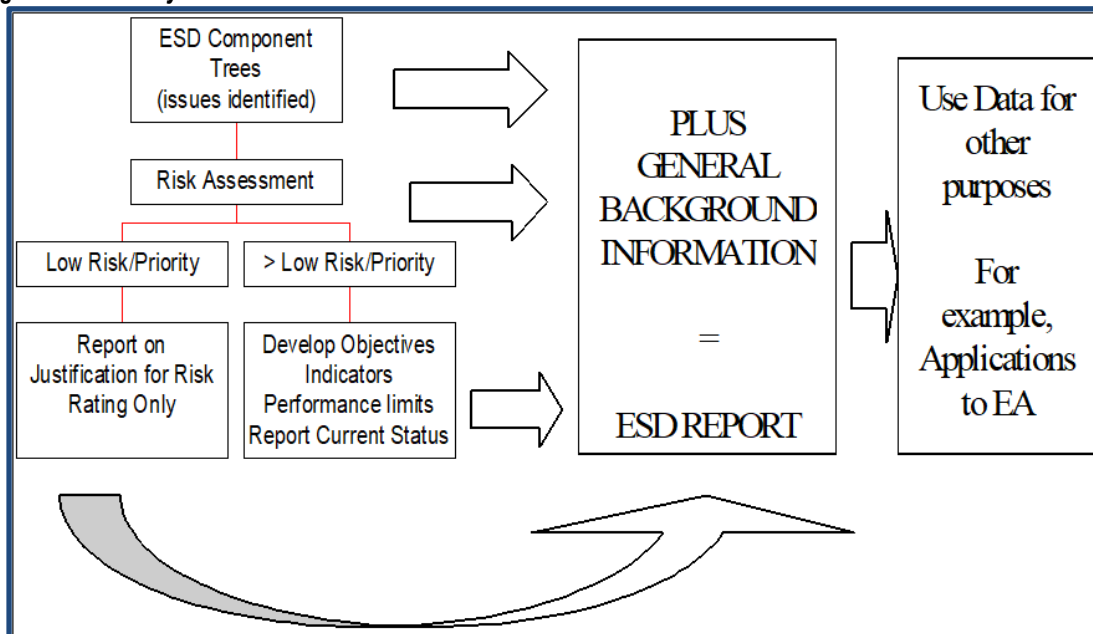 ESD Component
Trees
(issues identified)
Risk Assessment
Low Risk/Priority
> Low Risk/Priority
Report on
Justification for Risk
Rating Only
Develop Objectives
Indicators
Performance limits
Report Current Status
PLUS
GENERAL
BACKGROUND
INFORMATION
=
ESD REPORT
Use Data for
other
purposes
For
example,
Applications
to EA